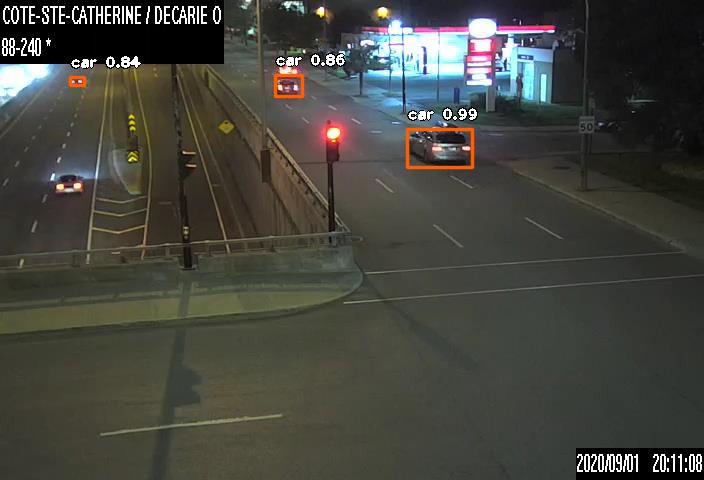 COTE-STE-CATHERINE / DECARIE O
88-240 *
car 0.84
car 0.86
car 0.99
50
2020/09/01 20:11:08